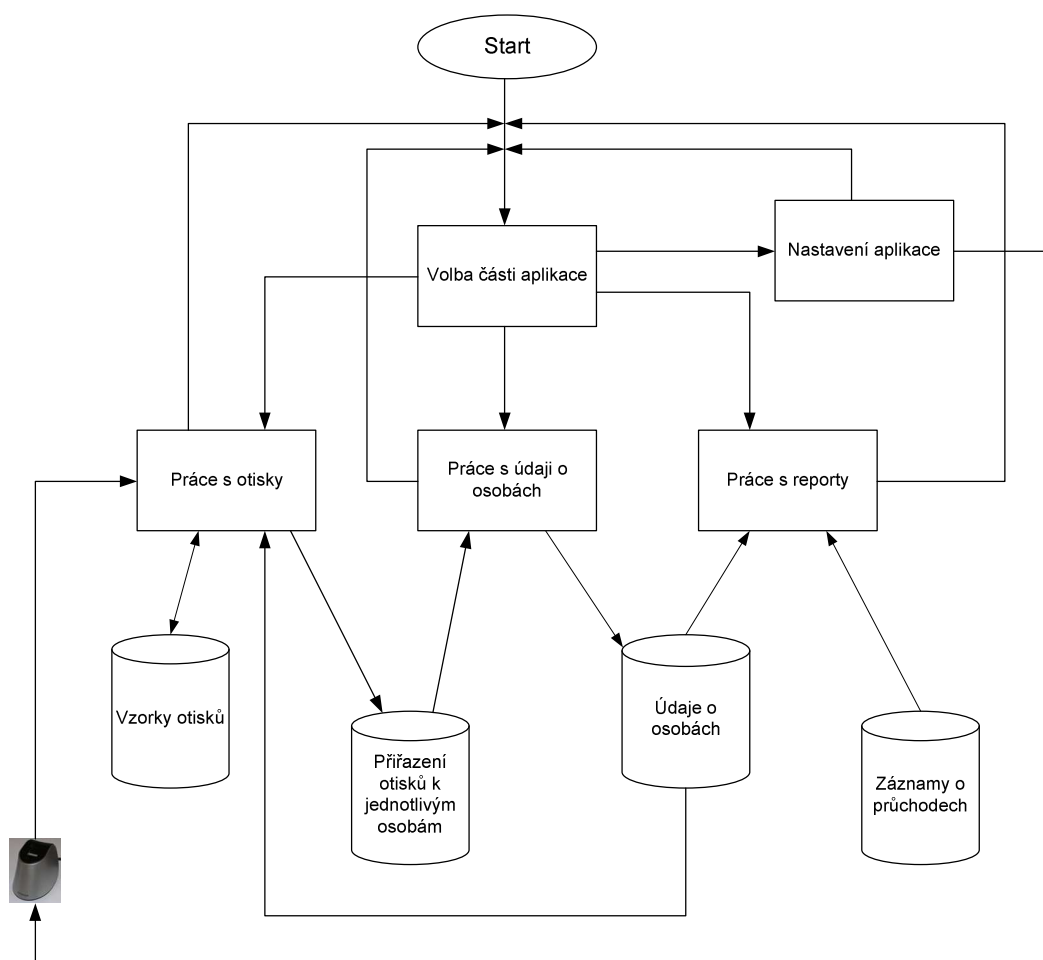 Start
Nastavení aplikace
Volba části aplikace
Práce s otisky
Práce s údaji o
osobách
Práce s reporty
Vzorky otisků
Přiřazení
otisků k
jednotlivým
osobám
Údaje o
osobách
Záznamy o
průchodech